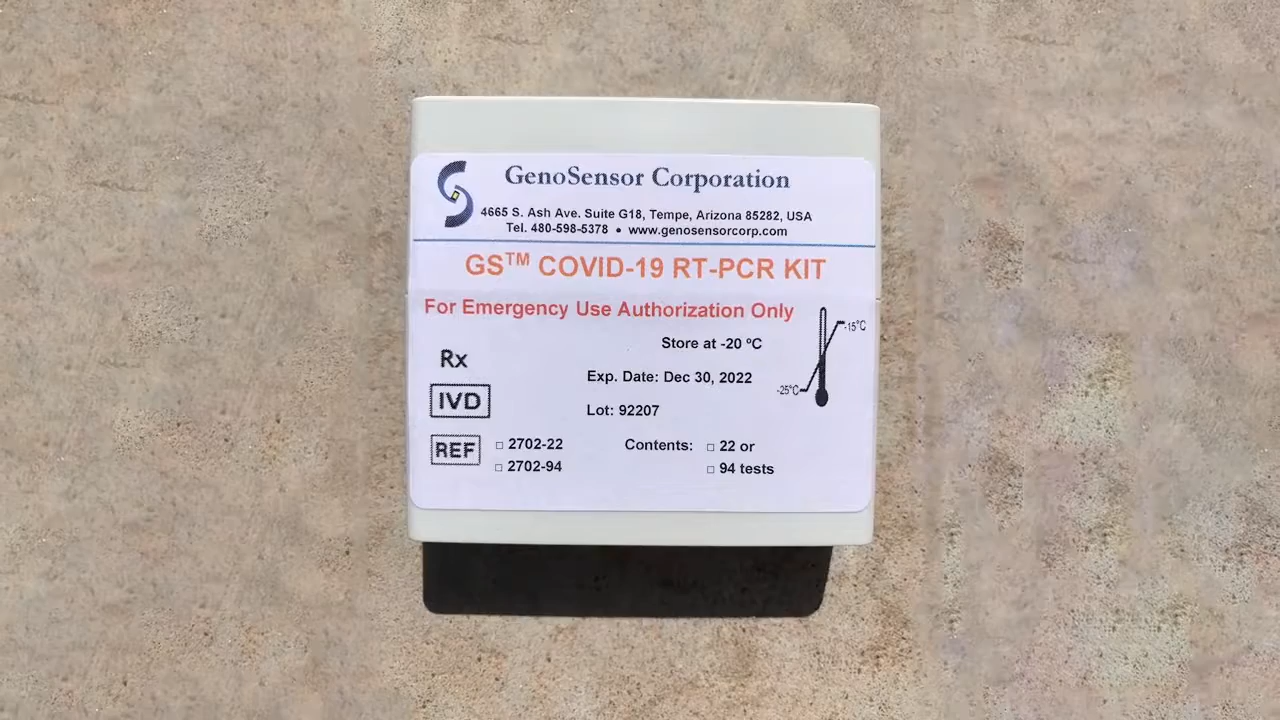 GenoSensor Corporation
4665 S. Ash Ave. Suite G18, Tempe, Arizona 85282, USA
Tel. 480-598-5378 • www.genosensorcorp.com
GS™ COVID-19 RT-PCR KIT
For Emergency Use Authorization Only
-15°C
Store at -20 ºC
Rx
Exp. Date: Dec 30, 2022
-25°C
IVD
Lot: 92207
REF □ 2702-22 Contents: □ 22 or
□ 2702-94 □ 94 tests